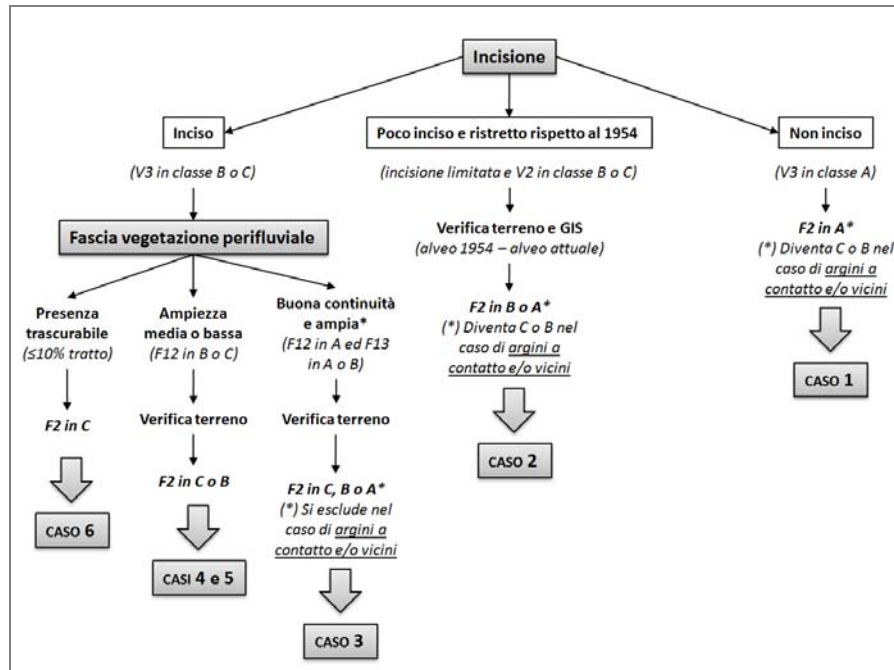 Incisione
Inciso
Poco inciso e ristretto rispetto al 1954
Non inciso
(V3 in classe B o C)
(incisione limitata e V2 in classe B o C)
(V3 in classe A)
Fascia vegetazione perifluviale
Verifica terreno e GIS
(alveo 1954 – alveo attuale)
F2 in A*
(*) Diventa C o B nel
caso di argini a
contatto e/o vicini
Presenza
trascurabile
(≤10% tratto)
Ampiezza
media o bassa
(F12 in B o C)
Buona continuità
e ampia*
(F12 in A ed F13
in A o B)
F2 in B o A*
(*) Diventa C o B nel
caso di argini a
contatto e/o vicini
CASO 1
F2 in C
Verifica terreno
Verifica terreno
CASO 2
CASO 6
F2 in C o B
F2 in C, B o A*
(*) Si esclude nel
caso di argini a
contatto e/o vicini
CASI 4 e 5
CASO 3